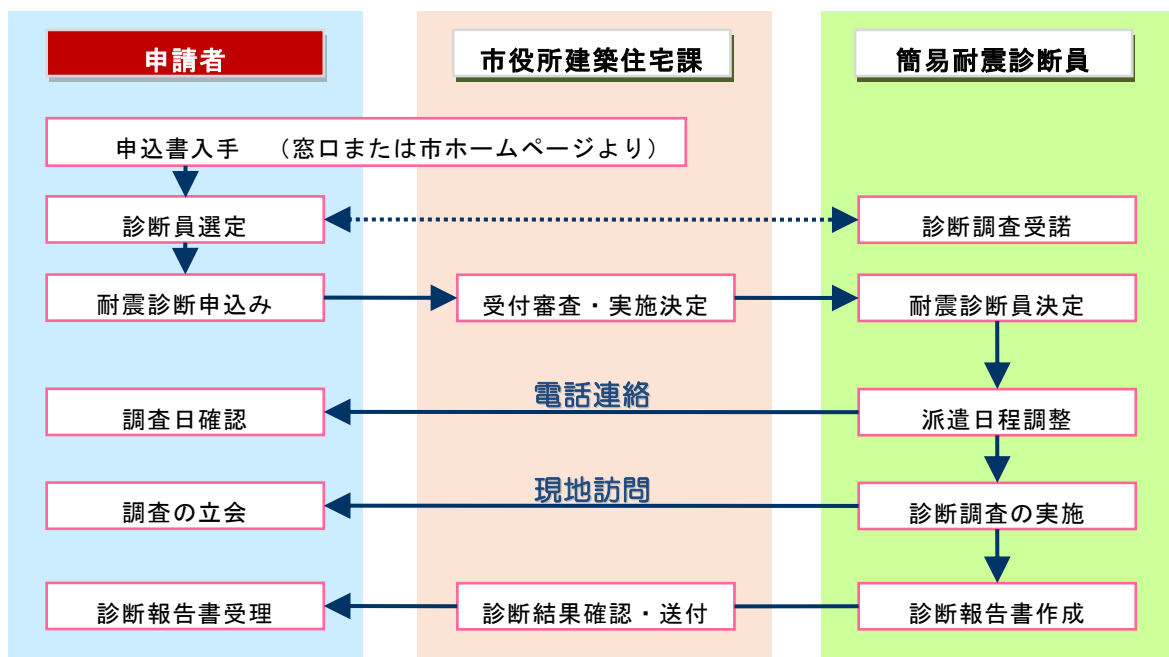 申請者
市役所建築住宅課
簡易耐震診断員
申込書入手 （窓口または市ホームページより）
診断員選定
診断調査受諾
耐震診断申込み
受付審査・実施決定
耐震診断員決定
電話連絡
調査日確認
派遣日程調整
現地訪問
調査の立会
診断調査の実施
診断報告書受理
診断結果確認・送付
診断報告書作成